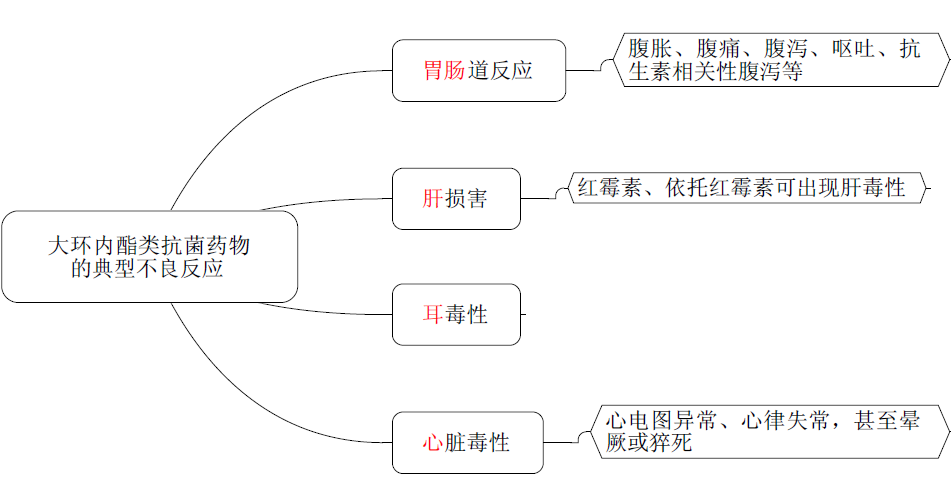 胃肠道反应
腹胀、腹痛、腹泻、呕吐、抗
生素相关性腹泻等
肝损害
红霉素、依托红霉素可出现肝毒性
大环内酯类抗菌药物
的典型不良反应
耳毒性
心脏毒性
心电图异常、心律失常，甚至晕
厥或猝死